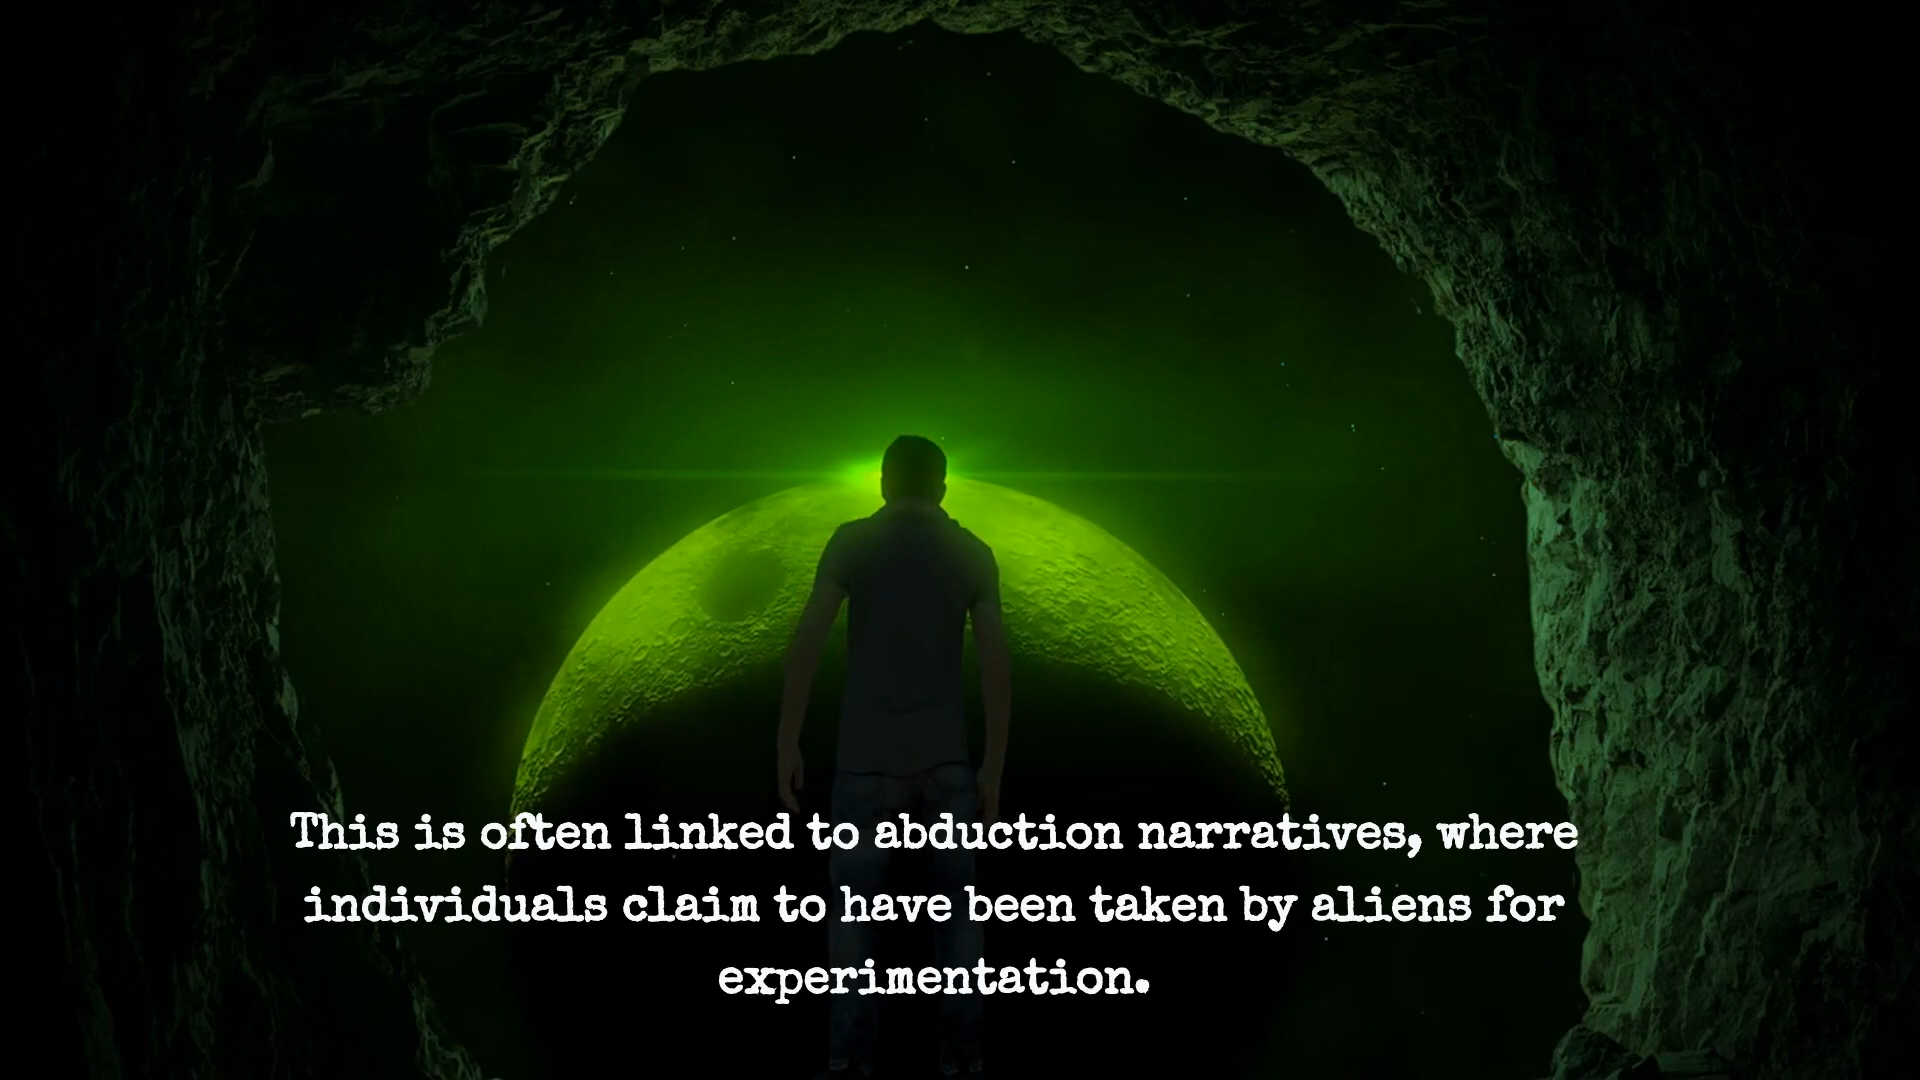 This is often linked to abduction narratives, where
individuals claim to have been taken by aliens for
experimentation.